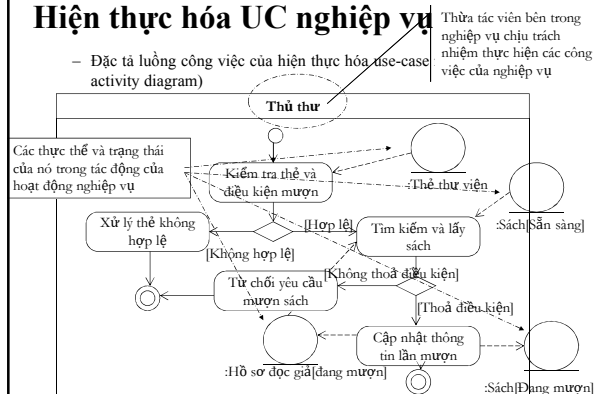 Hiện thực hóa UC nghiệp vụ
Thừa tác viên bên trong
nghiệp vụ chịu trách
nhiệm thực hiện các công
việc của nghiệp vụ
– Đặc tả luồng công việc của hiện thực hóa use-case
activity diagram)
Thủ thư
Các thực thể và trạng thái
của nó trong tác động của
hoạt động nghiệp vụ
Kiểm tra thẻ và
điều kiện mượn
:Thẻ thư viện
:Sách[Sẵn sàng]
Xử lý thẻ không
hợp lệ
[Hợp lệ]
Tìm kiếm và lấy
sách
[Không hợp lệ]
[Không thoả điều kiện]
Từ chối yêu cầu
mượn sách
[Thoả điều kiện]
Cập nhật thông
tin lần mượn
:Hồ sơ đọc giả[đang mượn]
:Sách[Đang mượn]